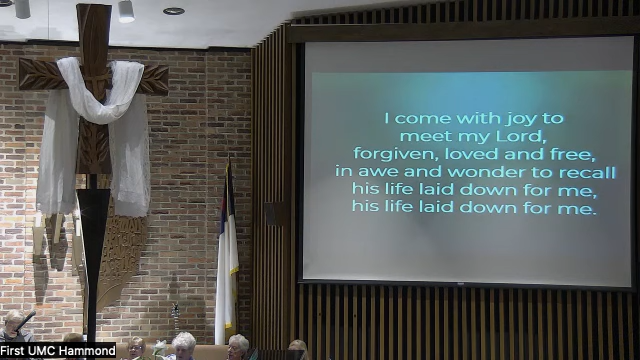 I come with joy to
meet my Lord,
forgiven, loved and free,
in awe and wonder to recall
his life laid down for me,
his life laid down for me.
First UMC Hammond